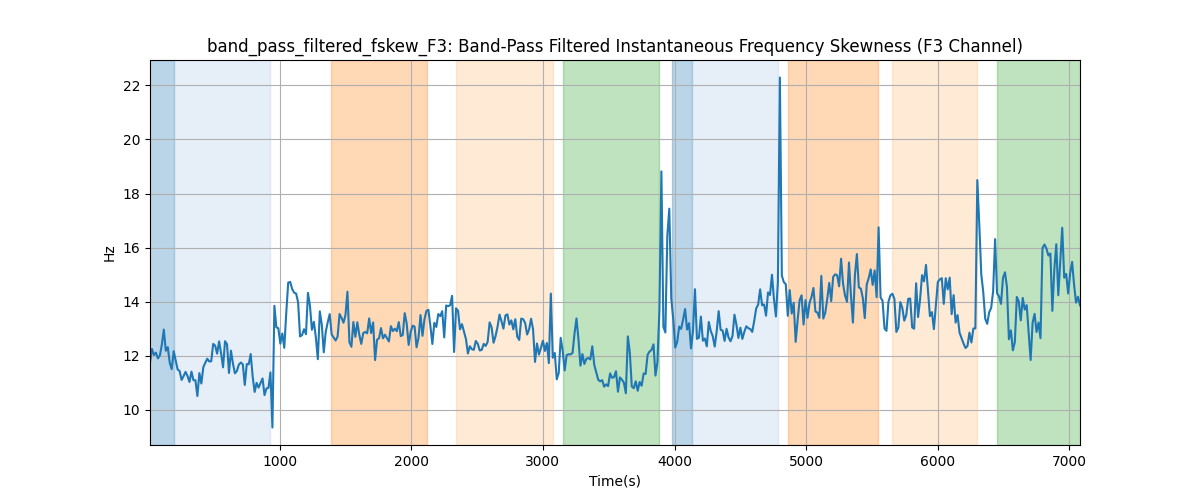 band_pass_filtered_fskew_F3: Band-Pass Filtered Instantaneous Frequency Skewness (F3 Channel)
Hz
22
20
18
16
14
12
10
1000 2000 3000 4000 5000 6000 7000
Time(s)